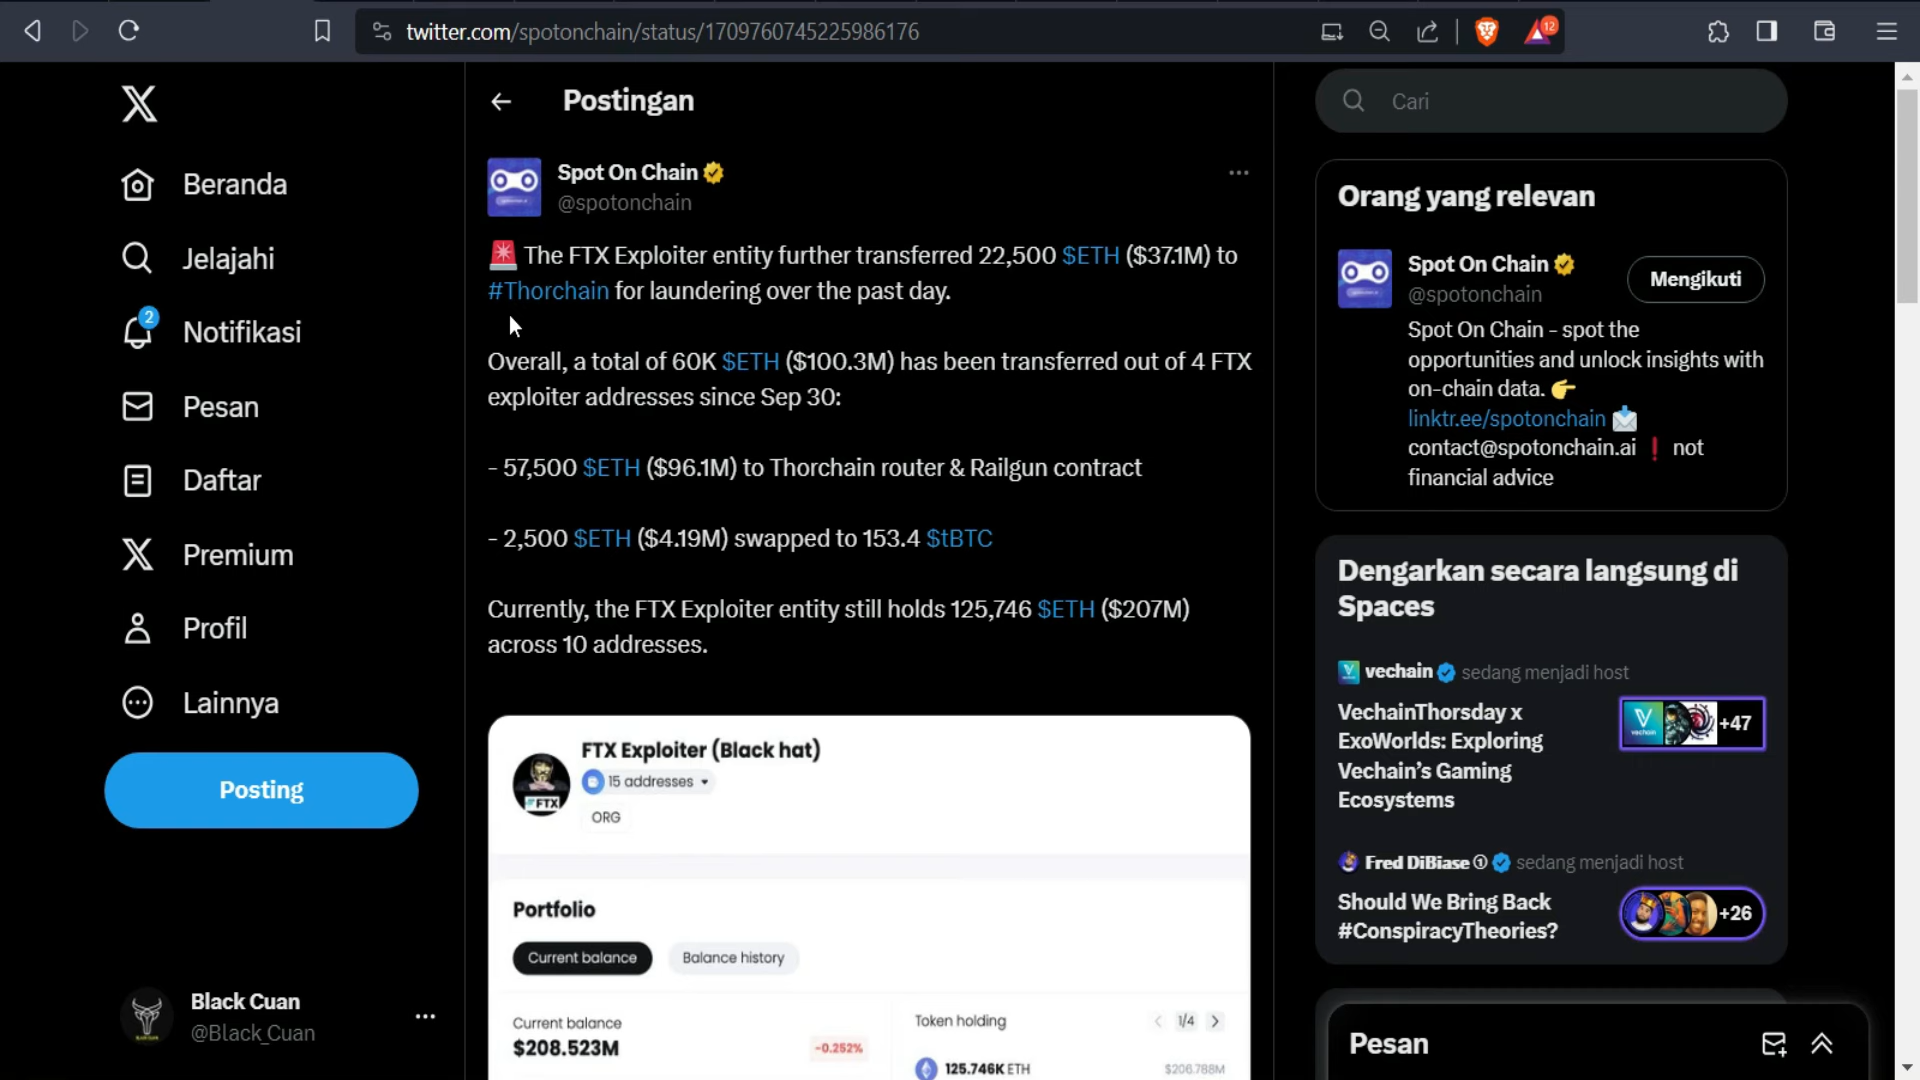 twitter.com/spotonchain/status/1709760745225986176
12
Beranda
Jelajahi
2
Notifikasi
Pesan
Daftar
Premium
Profil
Lainnya
Posting
Black Cuan
@Black_Cuan
Postingan
Spot On Chain
@spotonchain
🚨 The FTX Exploiter entity further transferred 22,500 $ETH ($37.1M) to
#Thorchain for laundering over the past day.
Overall, a total of 60K $ETH ($100.3M) has been transferred out of 4 FTX
exploiter addresses since Sep 30:
- 57,500 $ETH ($96.1M) to Thorchain router & Railgun contract
- 2,500 $ETH ($4.19M) swapped to 153.4 $tBTC
Currently, the FTX Exploiter entity still holds 125,746 $ETH ($207M)
across 10 addresses.
FTX Exploiter (Black hat)
15 addresses
FTX
ORG
Portfolio
Current balance
Balance history
Current balance
$208.523M
-0.252%
Token holding
1/4
125.746K ETH
$206.788M
Cari
Orang yang relevan
Spot On Chain
@spotonchain
Mengikuti
Spot On Chain - spot the
opportunities and unlock insights with
on-chain data. 👉
linktr.ee/spotonchain 📩
contact@spotonchain.ai ❗ not
financial advice
Dengarkan secara langsung di
Spaces
vechain sedang menjadi host
VechainThorsday x
ExoWorlds: Exploring
Vechain’s Gaming
Ecosystems
+47
Fred DiBiase ① sedang menjadi host
Should We Bring Back
#ConspiracyTheories?
+26
Pesan